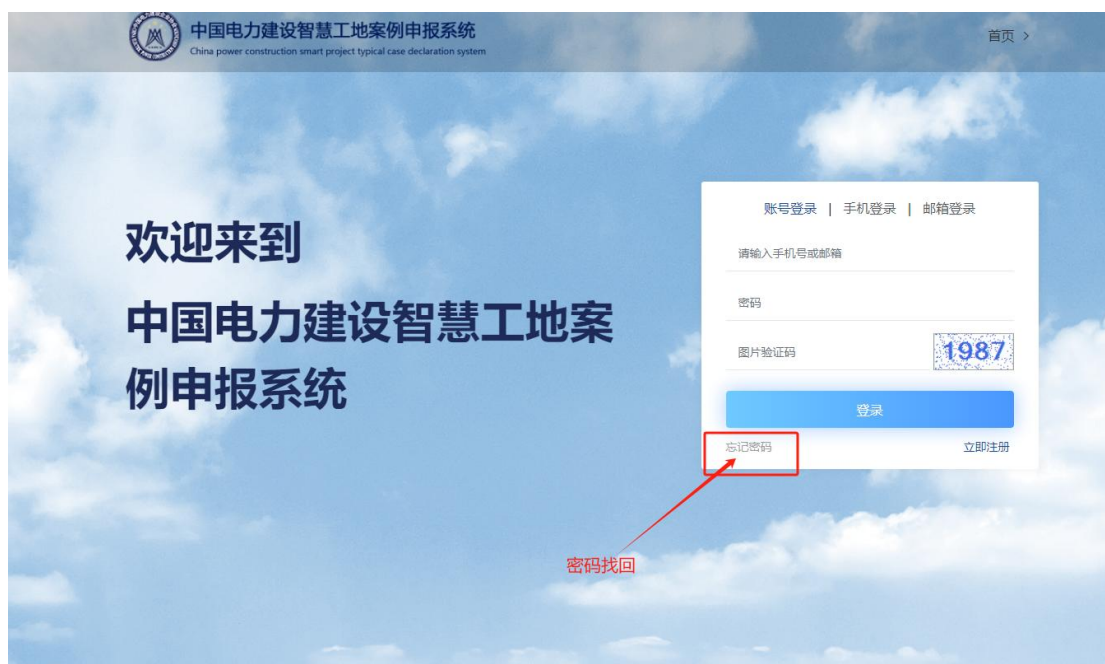 中国电力建设智慧工地案例申报系统
China power construction smart project typical case declaration system
首页 >
欢迎来到
中国电力建设智慧工地案
例申报系统
账号登录 | 手机登录 | 邮箱登录
请输入手机号或邮箱
密码
图片验证码 1987
登录
忘记密码 立即注册
密码找回